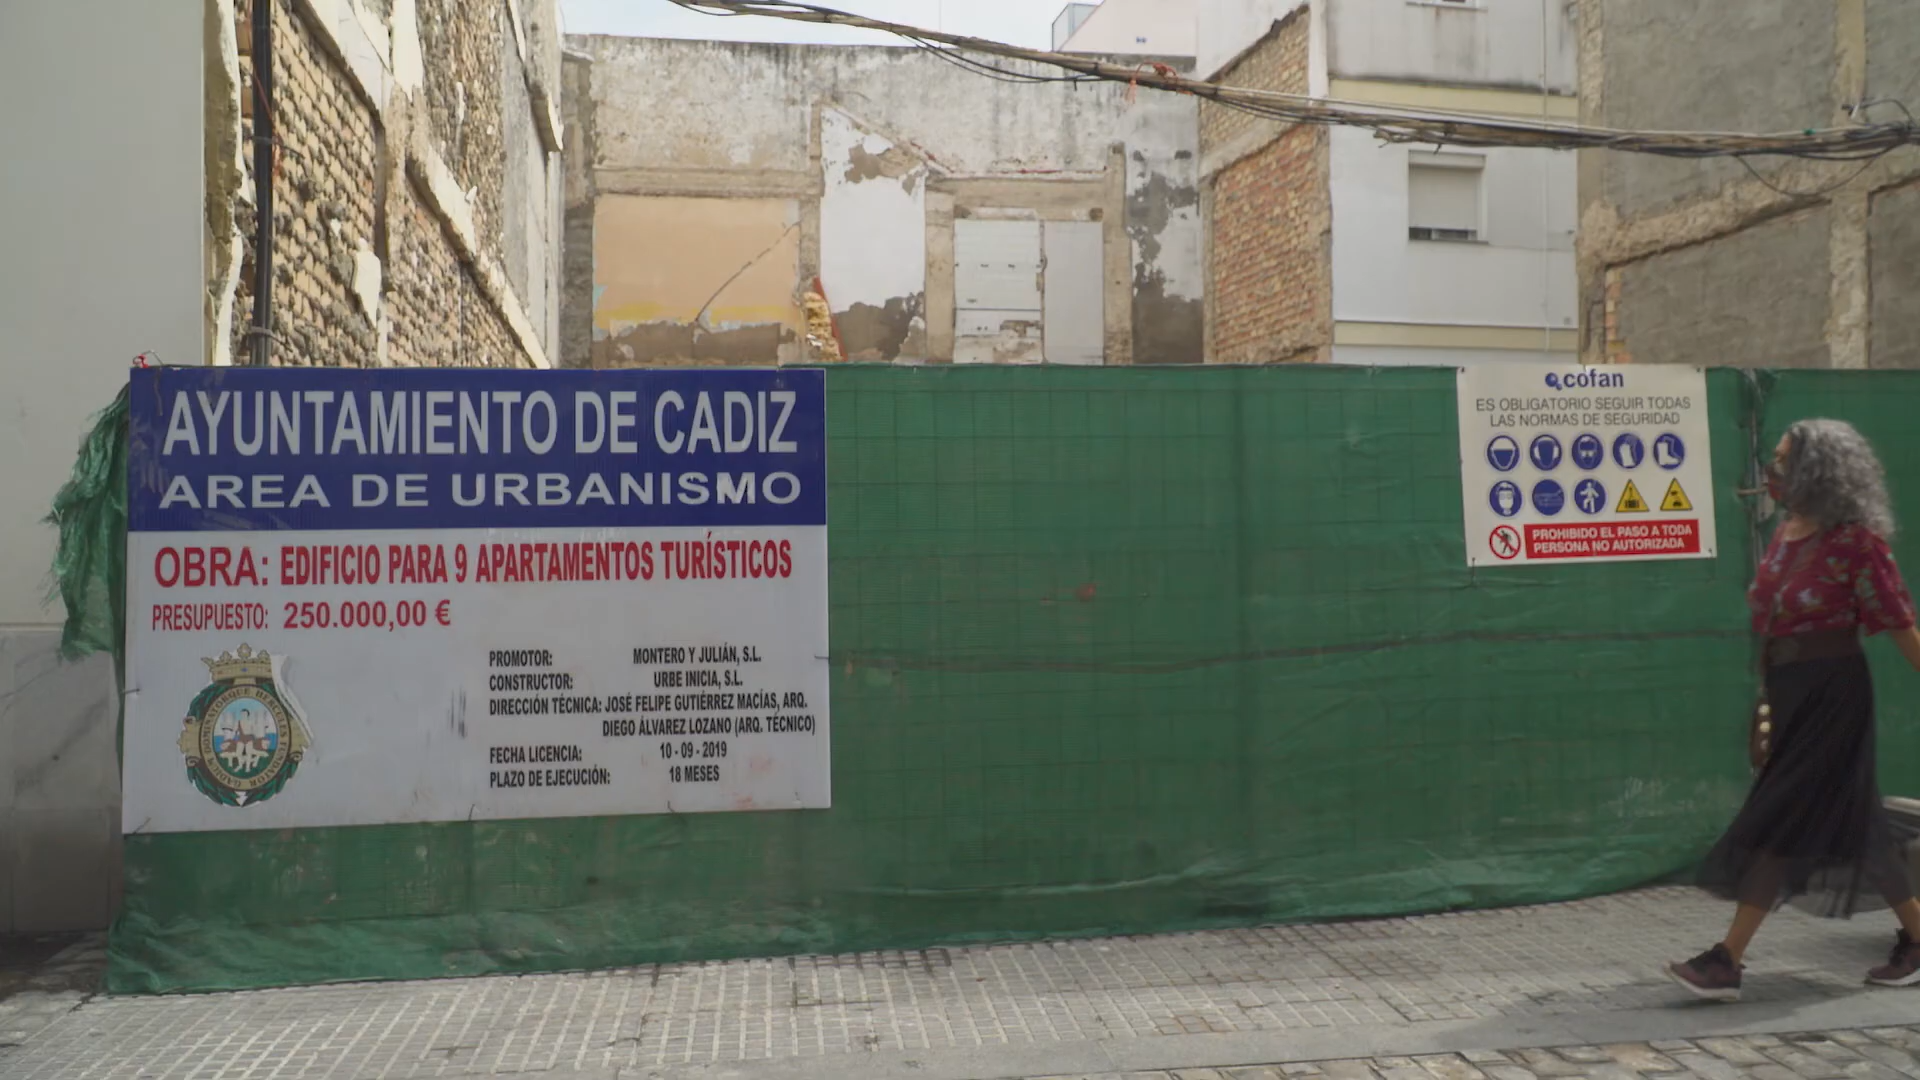 AYUNTAMIENTO DE CADIZ
AREA DE URBANISMO
OBRA: EDIFICIO PARA 9 APARTAMENTOS TURÍSTICOS
PRESUPUESTO: 250.000,00 €
PROMOTOR: MONTERO Y JULIÁN, S.L.
CONSTRUCTOR: URBE INICIA, S.L.
DIRECCIÓN TÉCNICA: JOSÉ FELIPE GUTIÉRREZ MACÍAS, ARQ.
DIEGO ÁLVAREZ LOZANO (ARQ. TÉCNICO)
FECHA LICENCIA: 10 - 09 - 2019
PLAZO DE EJECUCIÓN: 18 MESES
cofan
ES OBLIGATORIO SEGUIR TODAS
LAS NORMAS DE SEGURIDAD
PROHIBIDO EL PASO A TODA
PERSONA NO AUTORIZADA